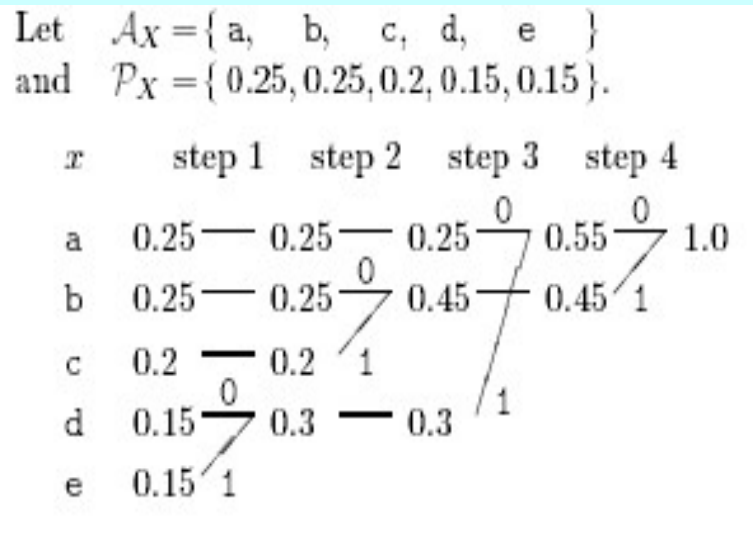 Let 𝒜X = { a, b, c, d, e }
and 𝒫X = { 0.25, 0.25, 0.2, 0.15, 0.15 }.
x step 1 step 2 step 3 step 4
0 0
a 0.25 0.25 0.25 0.55 1.0
0
b 0.25 0.25 0.45 0.45 1
c 0.2 0.2 1
0 1
d 0.15 0.3 0.3
e 0.15 1